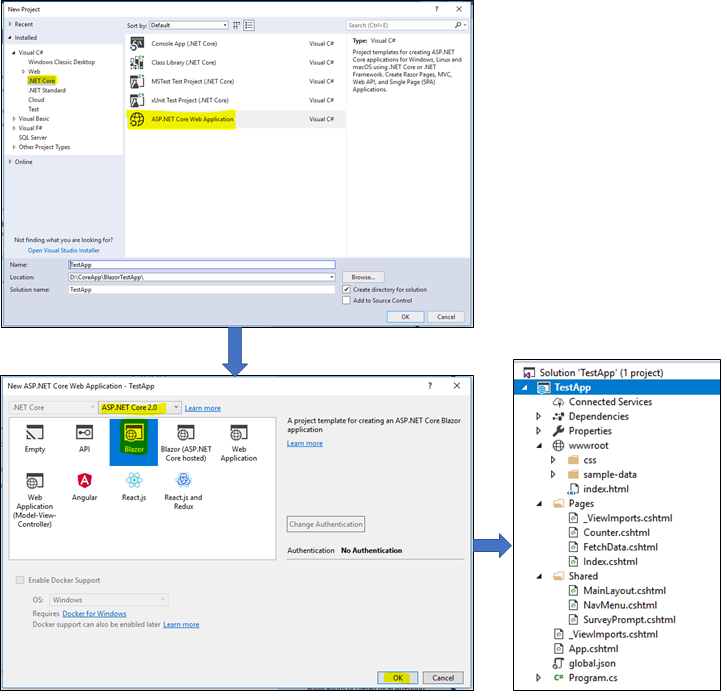 New Project
?
Recent
Sort by: Default
Search (Ctrl+E)
Installed
Visual C#
Windows Classic Desktop
Web
.NET Core
.NET Standard
Cloud
Test
Visual Basic
Visual F#
SQL Server
Other Project Types
Online
Not finding what you are looking for?
Open Visual Studio Installer
Console App (.NET Core) Visual C#
Class Library (.NET Core) Visual C#
MSTest Test Project (.NET Core) Visual C#
xUnit Test Project (.NET Core) Visual C#
ASP.NET Core Web Application Visual C#
Type: Visual C#
Project templates for creating ASP.NET
Core applications for Windows, Linux and
macOS using .NET Core or .NET
Framework. Create Razor Pages, MVC,
Web API, and Single Page (SPA)
Applications.
Name: TestApp
Location: D:\CoreApp\BlazorTestApp\
Browse...
Solution name: TestApp
Create directory for solution
Add to Source Control
OK Cancel
New ASP.NET Core Web Application - TestApp
?
.NET Core ASP.NET Core 2.0 Learn more
Empty
API
Blazor
Blazor (ASP.NET
Core hosted)
Web
Application
Web
Application
(Model-View-
Controller)
Angular
React.js
React.js and
Redux
A project template for creating an ASP.NET Core Blazor
application
Learn more
Change Authentication
Authentication No Authentication
Enable Docker Support
OS: Windows
Requires Docker for Windows
Docker support can also be enabled later Learn more
OK Cancel
Solution 'TestApp' (1 project)
TestApp
Connected Services
Dependencies
Properties
wwwroot
css
sample-data
index.html
Pages
_ViewImports.cshtml
Counter.cshtml
FetchData.cshtml
Index.cshtml
Shared
MainLayout.cshtml
NavMenu.cshtml
SurveyPrompt.cshtml
_ViewImports.cshtml
App.cshtml
global.json
C# Program.cs